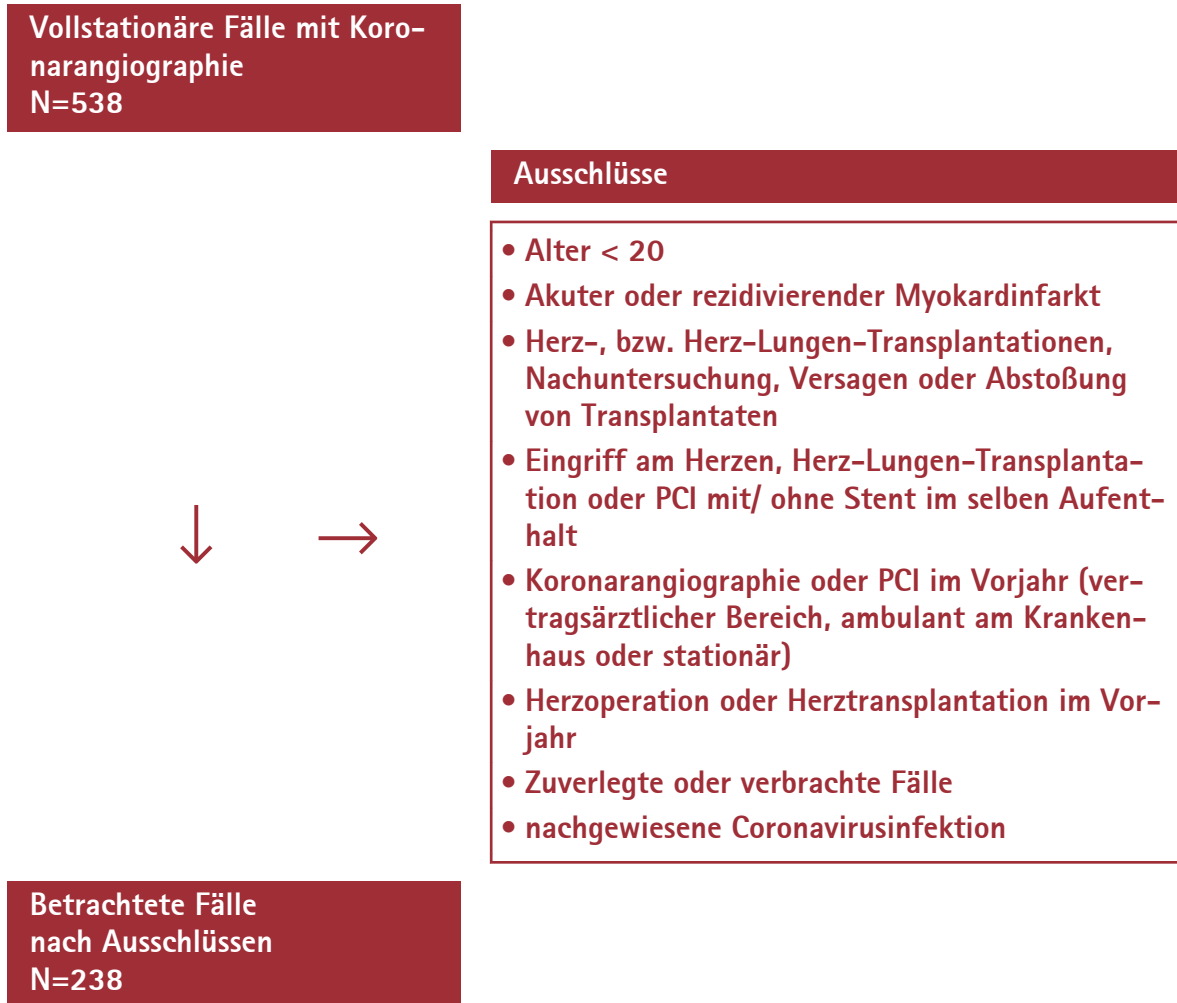 Vollstationäre Fälle mit Koro-
narangiographie
N=538
Ausschlüsse
• Alter < 20
• Akuter oder rezidivierender Myokardinfarkt
• Herz-, bzw. Herz-Lungen-Transplantationen,
Nachuntersuchung, Versagen oder Abstoßung
von Transplantaten
• Eingriff am Herzen, Herz-Lungen-Transplanta-
tion oder PCI mit/ ohne Stent im selben Aufent-
halt
• Koronarangiographie oder PCI im Vorjahr (ver-
tragsärztlicher Bereich, ambulant am Kranken-
haus oder stationär)
• Herzoperation oder Herztransplantation im Vor-
jahr
• Zuverlegte oder verbrachte Fälle
• nachgewiesene Coronavirusinfektion
Betrachtete Fälle
nach Ausschlüssen
N=238